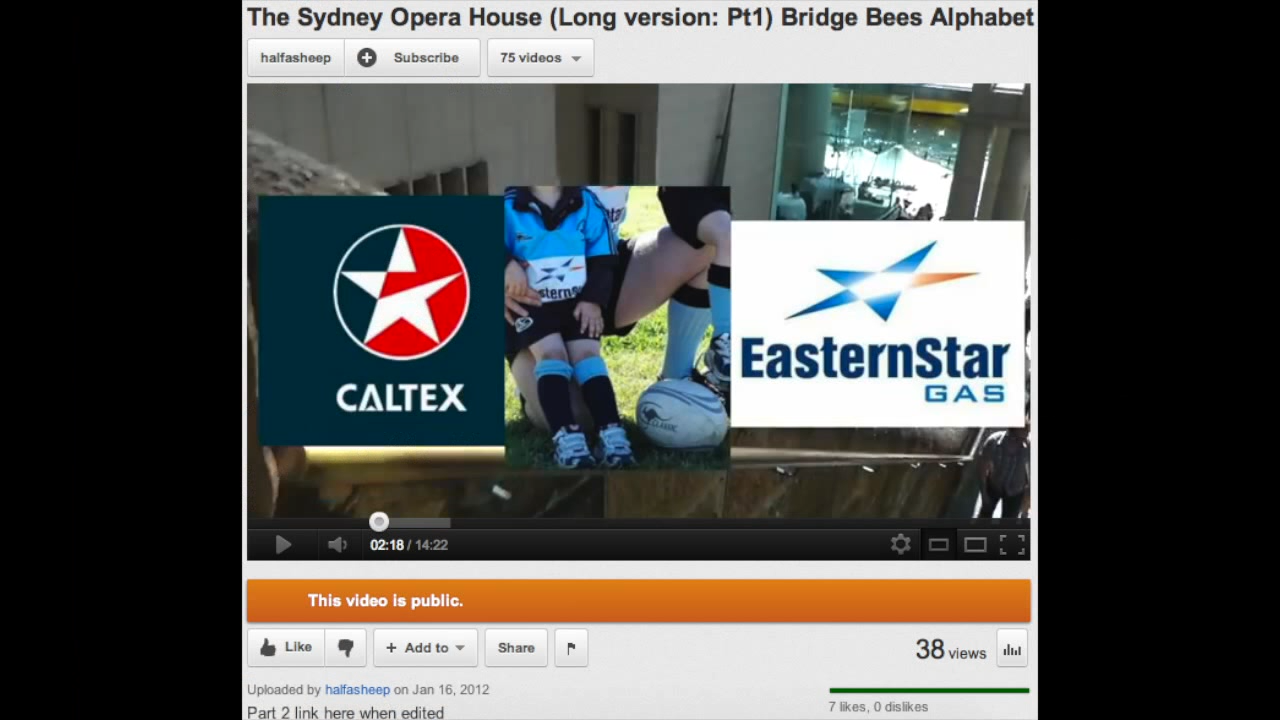 The Sydney Opera House (Long version: Pt1) Bridge Bees Alphabet
halfasheep
Subscribe
75 videos
CALTEX
EasternStar
GAS
CLASSIC
02:18 / 14:22
This video is public.
Like
+ Add to
Share
38 views
Uploaded by halfasheep on Jan 16, 2012
7 likes, 0 dislikes
Part 2 link here when edited